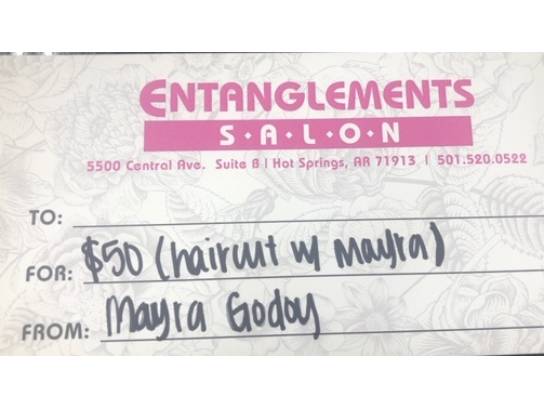 ENTANGLEMENTS
S·A·L·O·N
5500 Central Ave. Suite B | Hot Springs, AR 71913 | 501.520.0522
TO:
FOR: $50 (haircut w/ Mayra)
FROM: Mayra Godoy